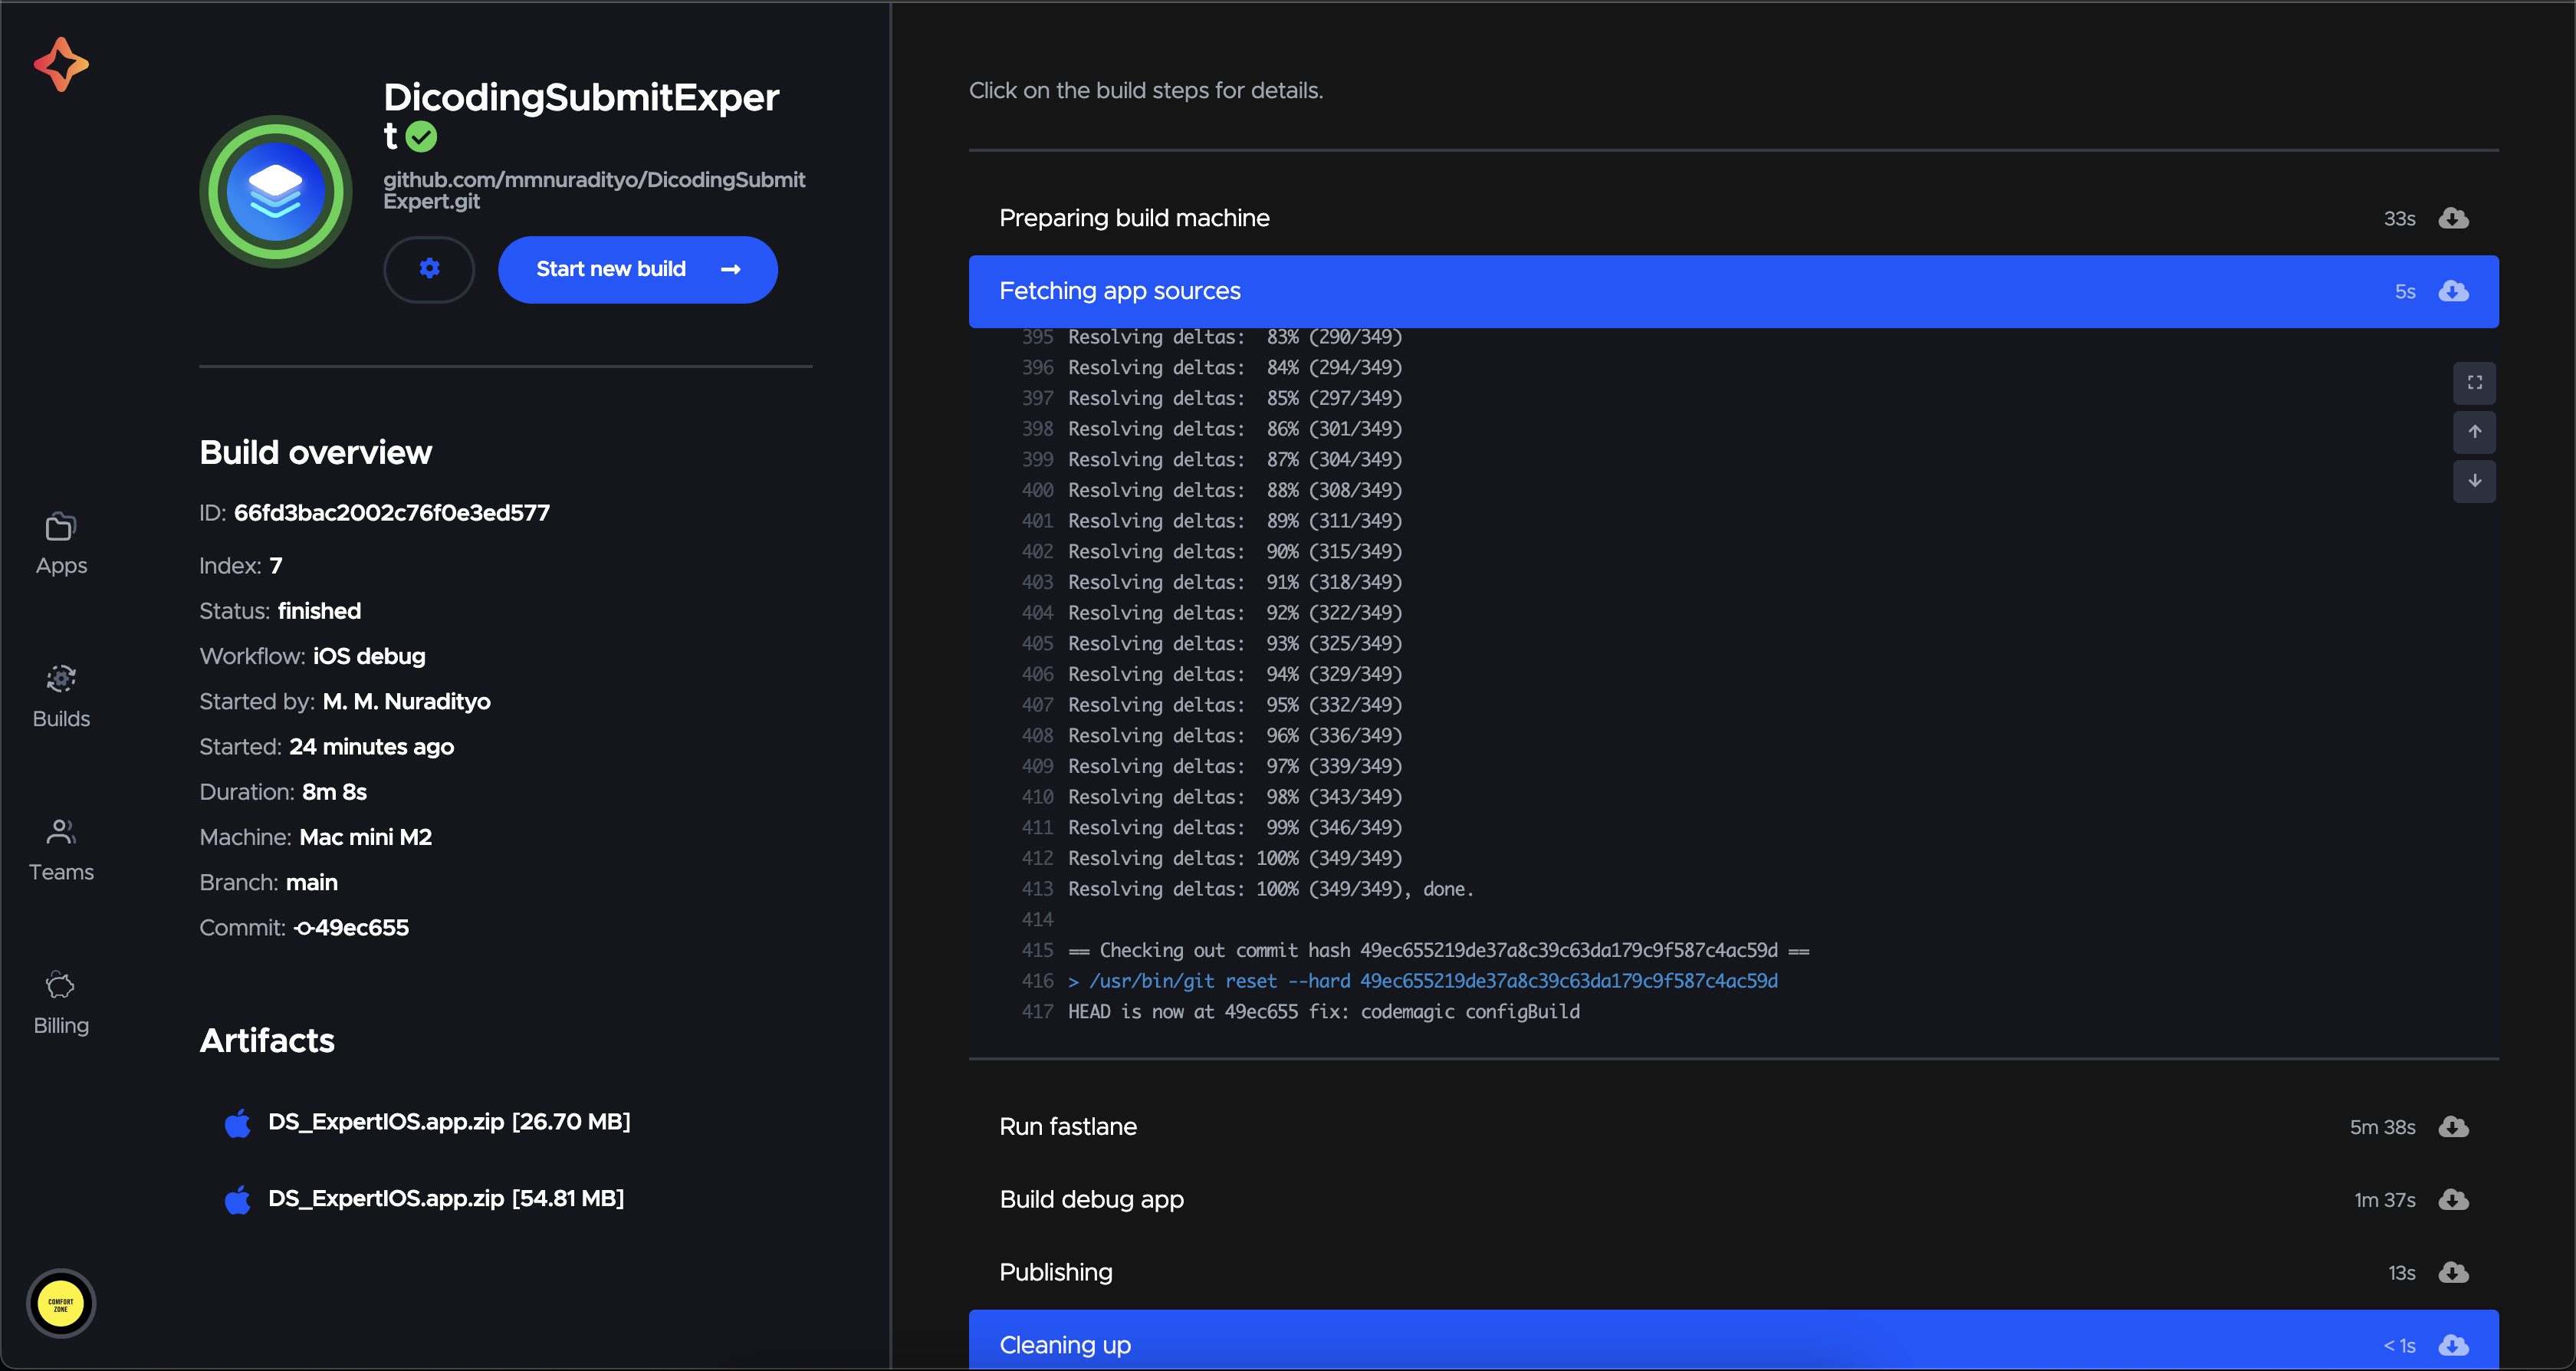 DicodingSubmitExper
t
github.com/mmnuradityo/DicodingSubmit
Expert.git
Start new build
Build overview
ID: 66fd3bac2002c76f0e3ed577
Index: 7
Status: finished
Workflow: iOS debug
Started by: M. M. Nuradityo
Started: 24 minutes ago
Duration: 8m 8s
Machine: Mac mini M2
Branch: main
Commit: 49ec655
Artifacts
DS_ExpertIOS.app.zip [26.70 MB]
DS_ExpertIOS.app.zip [54.81 MB]
Apps
Builds
Teams
Billing
COMFORT
ZONE
Click on the build steps for details.
Preparing build machine 33s
Fetching app sources 5s
395 Resolving deltas:  83% (290/349)
396 Resolving deltas:  84% (294/349)
397 Resolving deltas:  85% (297/349)
398 Resolving deltas:  86% (301/349)
399 Resolving deltas:  87% (304/349)
400 Resolving deltas:  88% (308/349)
401 Resolving deltas:  89% (311/349)
402 Resolving deltas:  90% (315/349)
403 Resolving deltas:  91% (318/349)
404 Resolving deltas:  92% (322/349)
405 Resolving deltas:  93% (325/349)
406 Resolving deltas:  94% (329/349)
407 Resolving deltas:  95% (332/349)
408 Resolving deltas:  96% (336/349)
409 Resolving deltas:  97% (339/349)
410 Resolving deltas:  98% (343/349)
411 Resolving deltas:  99% (346/349)
412 Resolving deltas: 100% (349/349)
413 Resolving deltas: 100% (349/349), done.
414
415 == Checking out commit hash 49ec655219de37a8c39c63da179c9f587c4ac59d ==
416 > /usr/bin/git reset --hard 49ec655219de37a8c39c63da179c9f587c4ac59d
417 HEAD is now at 49ec655 fix: codemagic configBuild
Run fastlane 5m 38s
Build debug app 1m 37s
Publishing 13s
Cleaning up < 1s